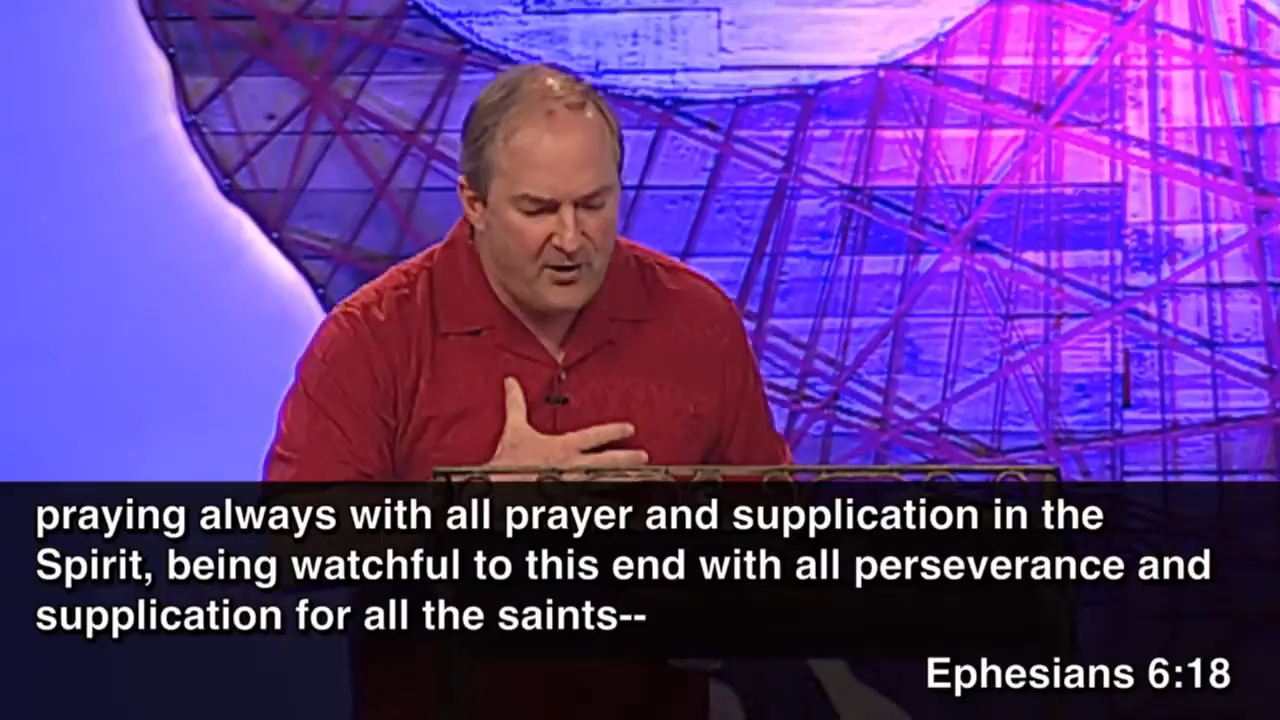 praying always with all prayer and supplication in the
Spirit, being watchful to this end with all perseverance and
supplication for all the saints--
Ephesians 6:18